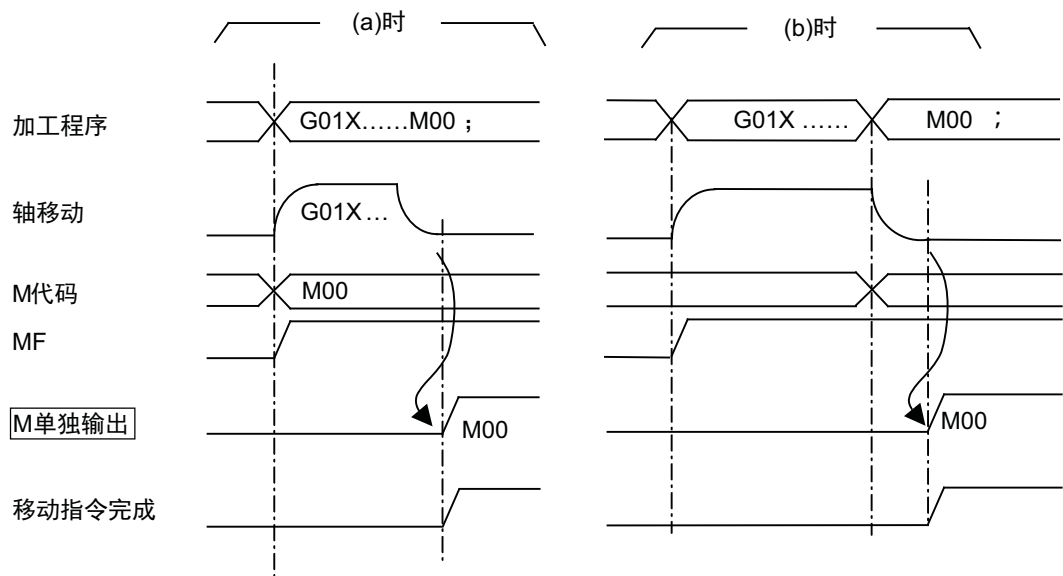 (a)时
(b)时
加工程序
G01X……M00 ;
G01X ……
M00 ;
轴移动
G01X…
M代码
M00
MF
M单独输出
M00
M00
移动指令完成